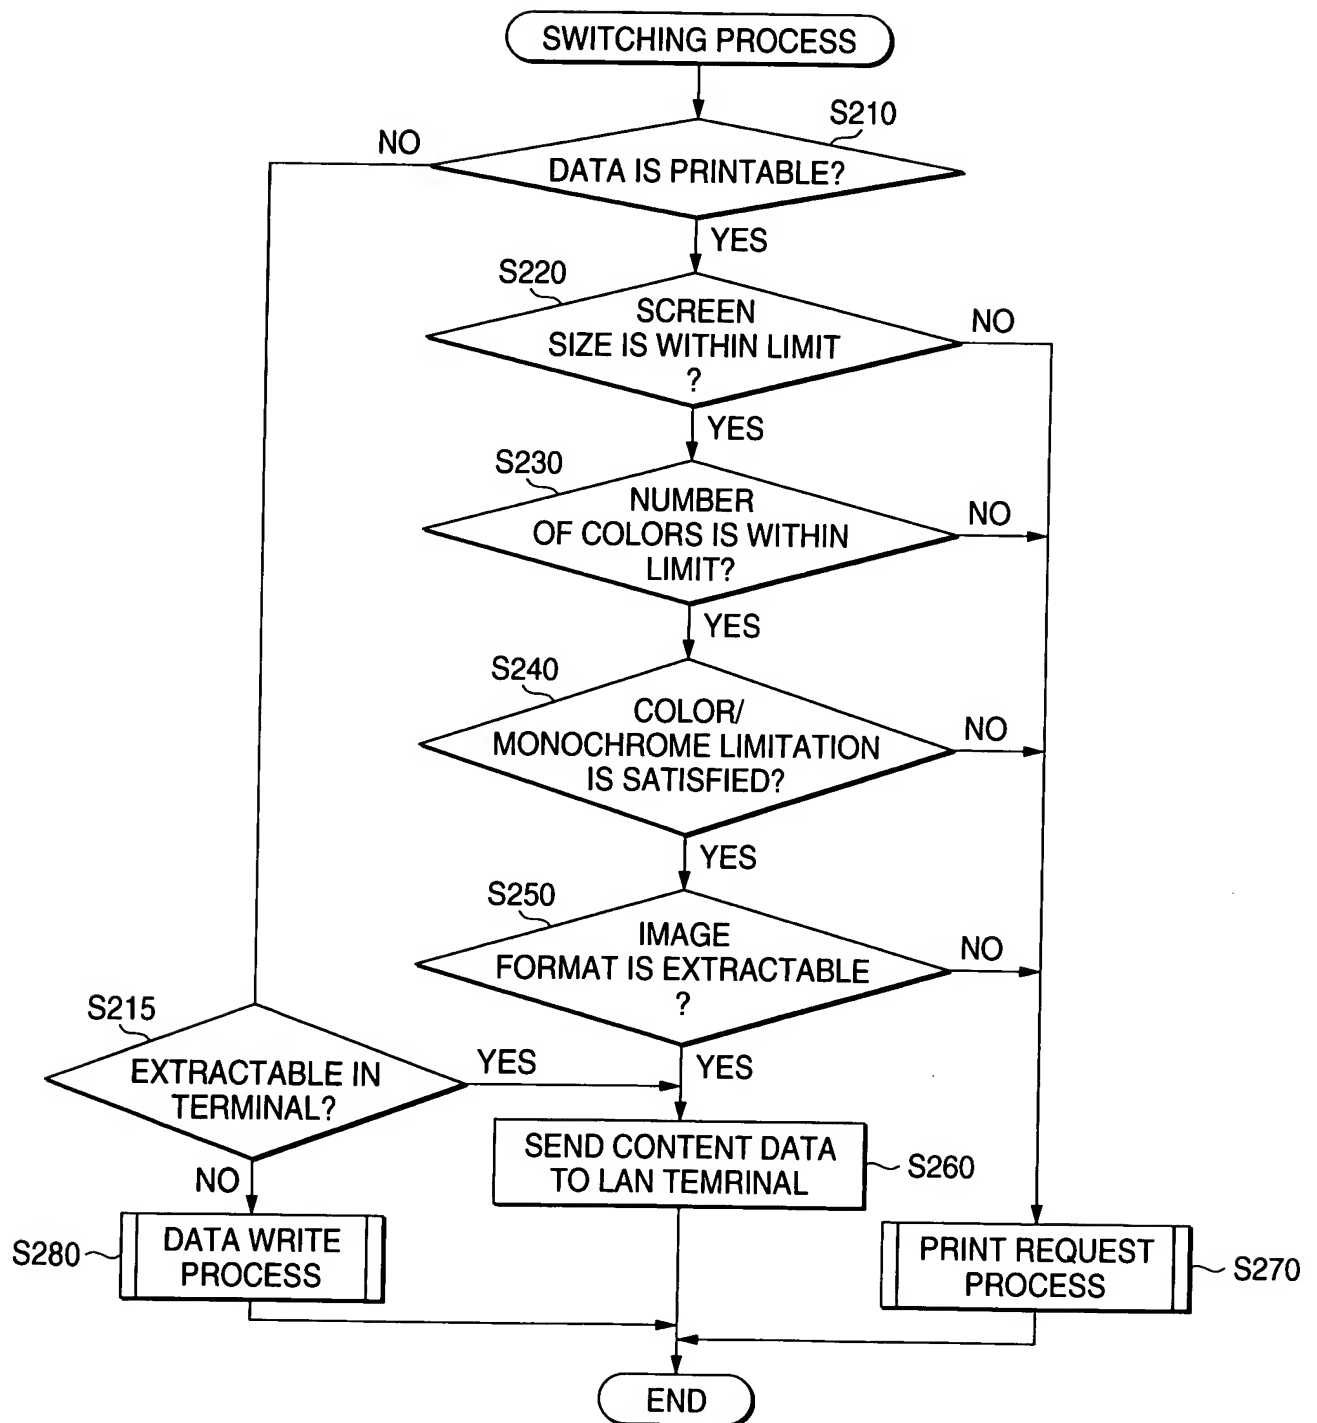 SWITCHING PROCESS
S210
NO
DATA IS PRINTABLE?
YES
S220
SCREEN
SIZE IS WITHIN LIMIT
?
NO
YES
S230
NUMBER
OF COLORS IS WITHIN
LIMIT?
NO
YES
S240
COLOR/
MONOCHROME LIMITATION
IS SATISFIED?
NO
YES
S250
IMAGE
FORMAT IS EXTRACTABLE
?
NO
YES
S215
EXTRACTABLE IN
TERMINAL?
YES
NO
SEND CONTENT DATA
TO LAN TEMRINAL
S260
S280
DATA WRITE
PROCESS
PRINT REQUEST
PROCESS
S270
END